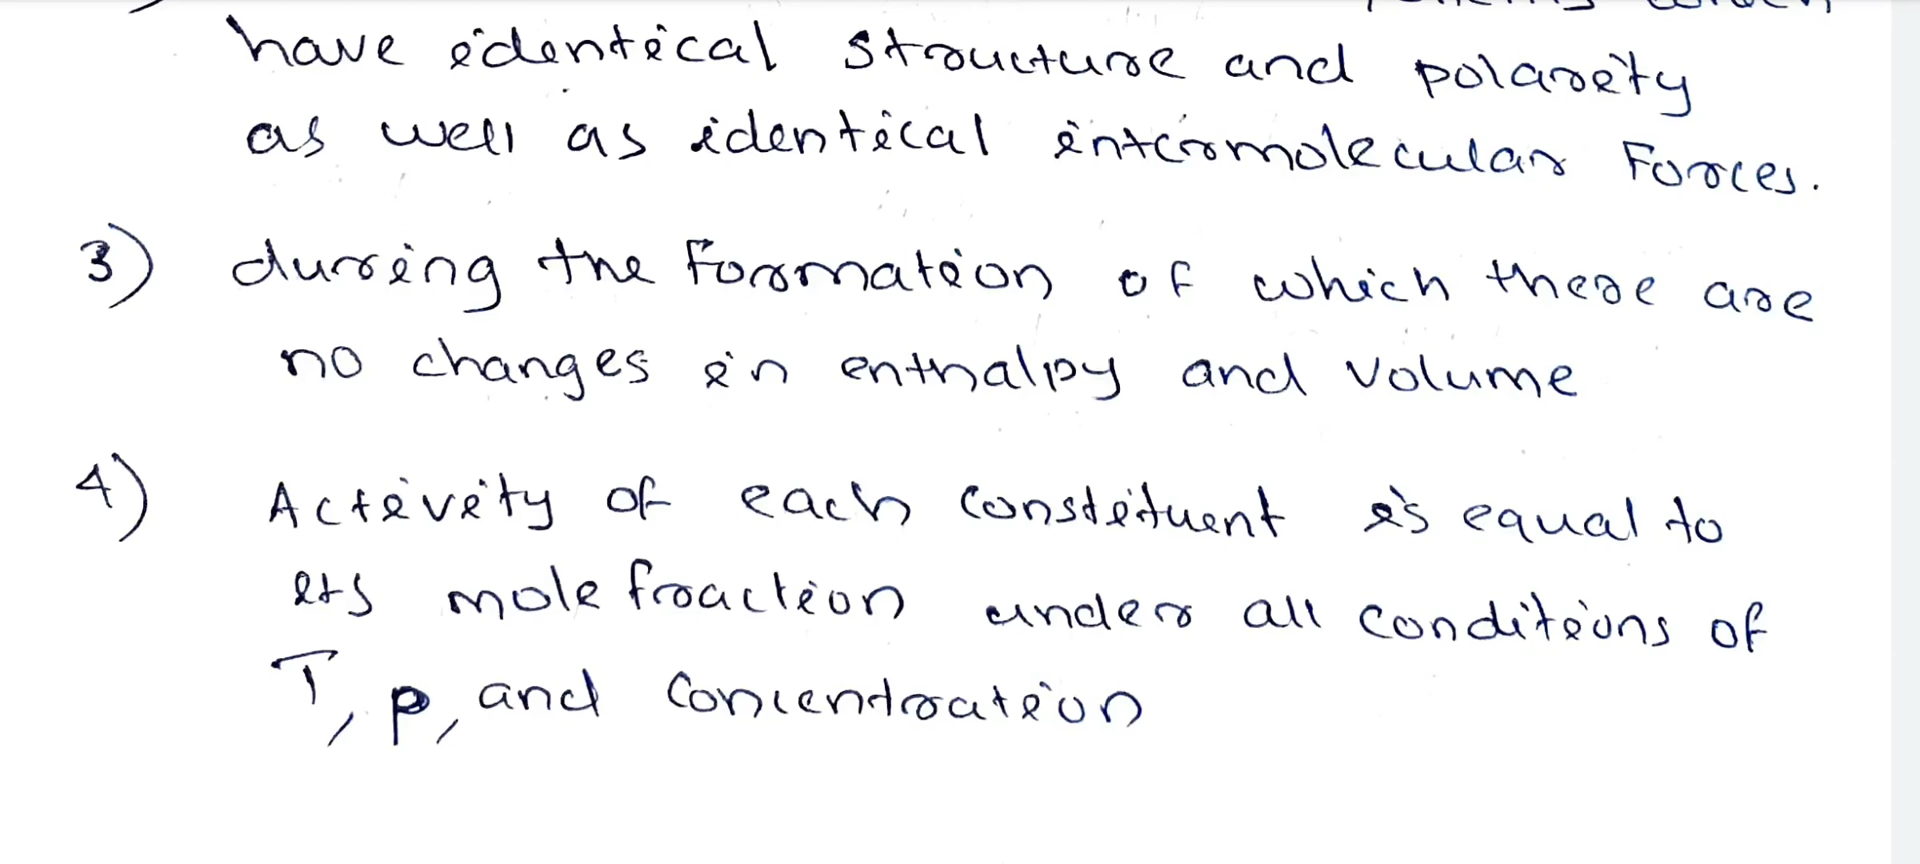 have identical structure and polarity
as well as identical intermolecular Forces.
3) during the Formation of which there are
no changes in enthalpy and volume
4) Activity of each constituent is equal to
its mole fraction under all conditions of
T, p, and concentration